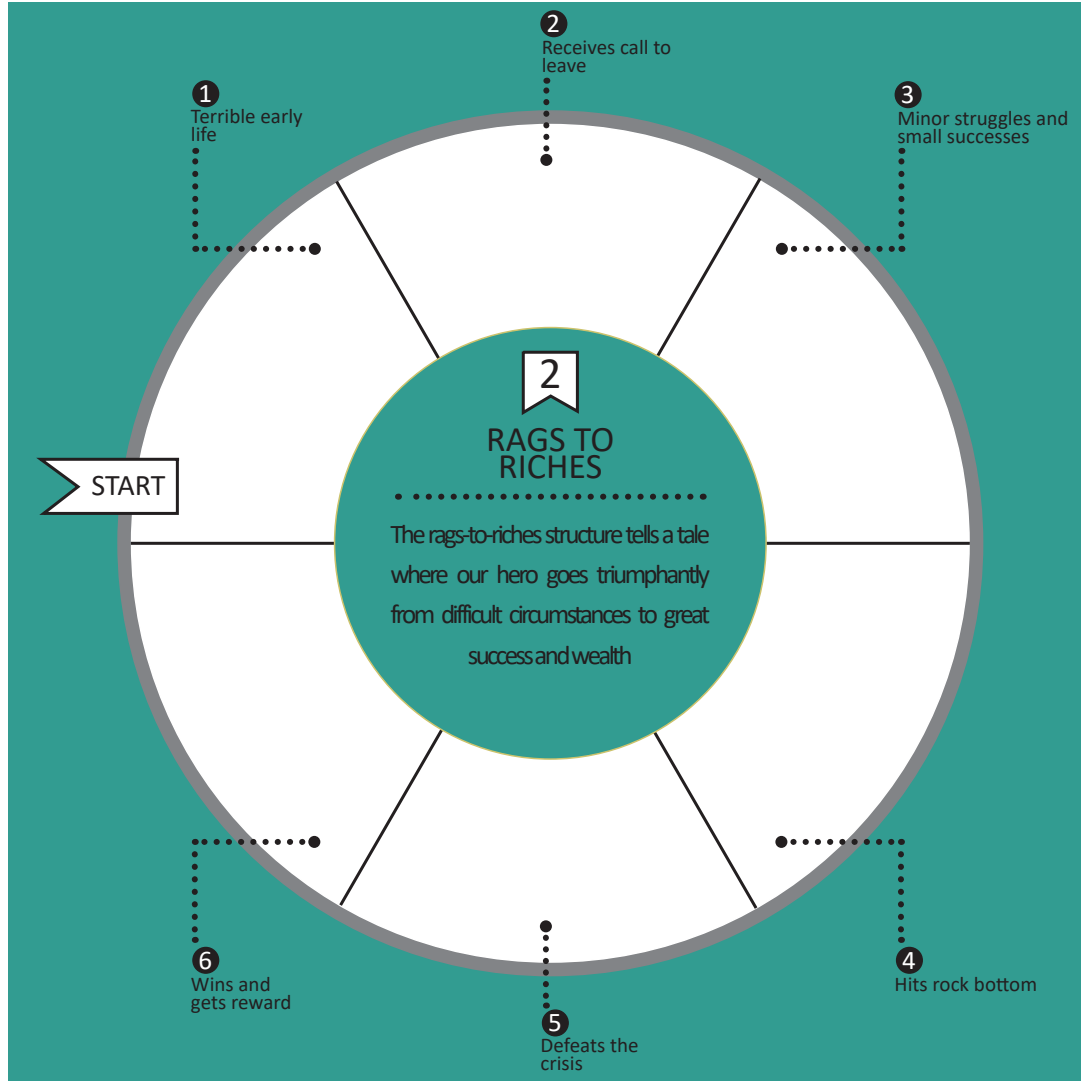 1
Terrible early
life
2
Receives call to
leave
3
Minor struggles and
small successes
START
2
RAGS TO
RICHES
The rags-to-riches structure tells a tale
where our hero goes triumphantly
from difficult circumstances to great
success and wealth
4
Hits rock bottom
5
Defeats the
crisis
6
Wins and
gets reward